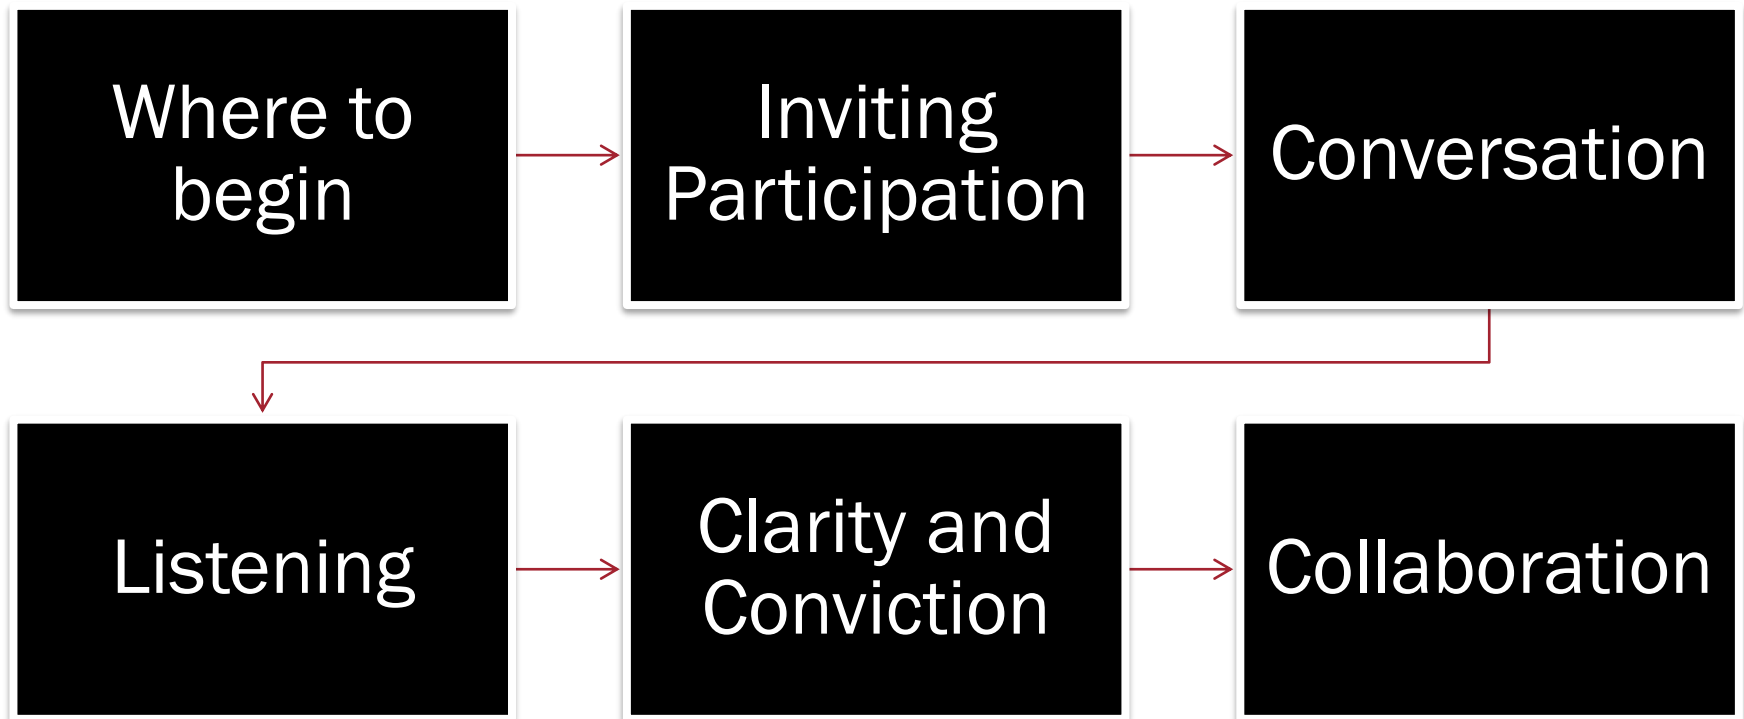 Where to
begin
Inviting
Participation
Conversation
Listening
Clarity and
Conviction
Collaboration